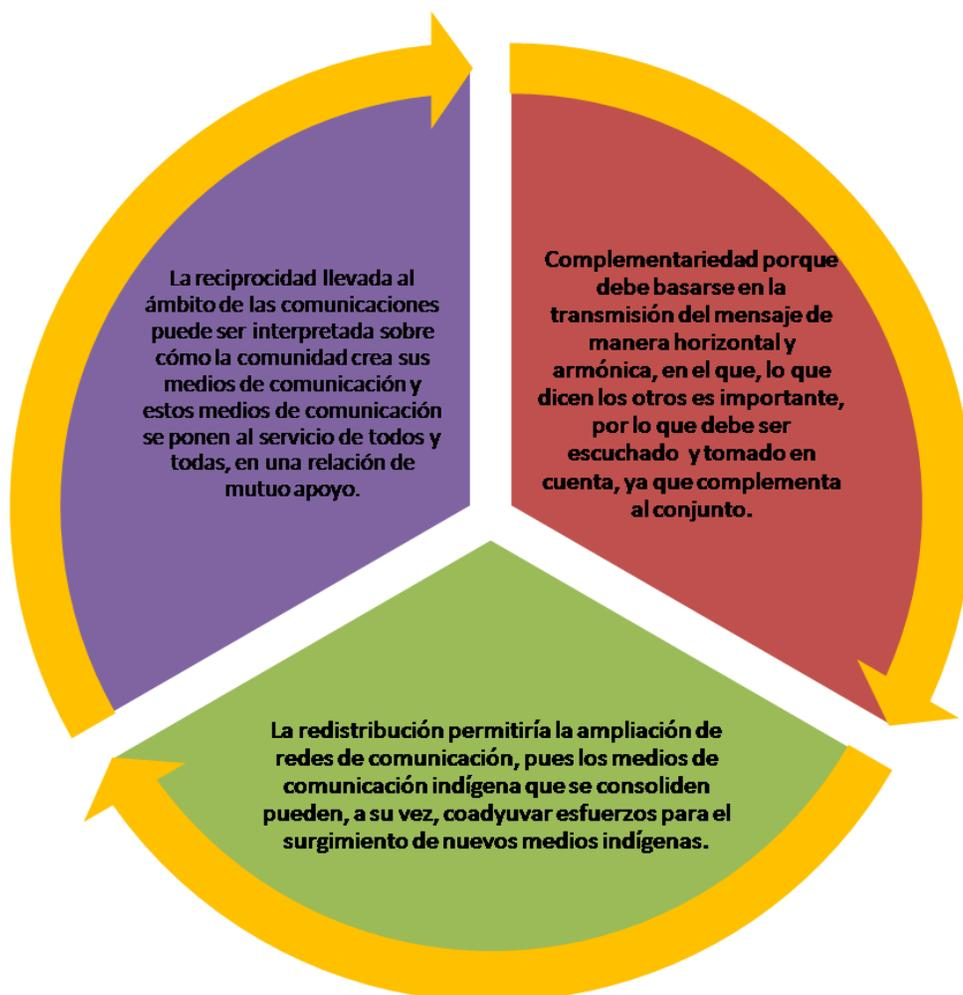 La reciprocidad llevada al
ámbito de las comunicaciones
puede ser interpretada sobre
cómo la comunidad crea sus
medios de comunicación y
estos medios de comunicación
se ponen al servicio de todos y
todas, en una relación de
mutuo apoyo.
Complementariedad porque
debe basarse en la
transmisión del mensaje de
manera horizontal y
armónica, en el que, lo que
dicen los otros es importante,
por lo que debe ser
escuchado y tomado en
cuenta, ya que complementa
al conjunto.
La redistribución permitiría la ampliación de
redes de comunicación, pues los medios de
comunicación indígena que se consoliden
pueden, a su vez, coadyuvar esfuerzos para el
surgimiento de nuevos medios indígenas.